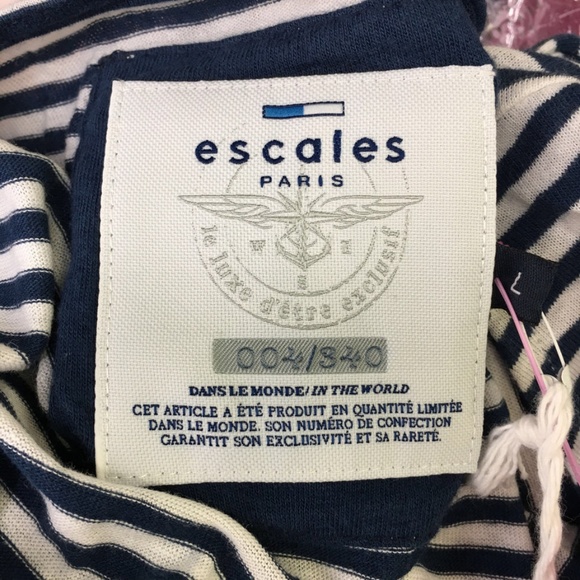 escales
PARIS
W E
S
le luxe d'être exclusif
004/340
DANS LE MONDE/IN THE WORLD
CET ARTICLE A ÉTÉ PRODUIT EN QUANTITÉ LIMITÉE
DANS LE MONDE. SON NUMÉRO DE CONFECTION
GARANTIT SON EXCLUSIVITÉ ET SA RARETÉ.
L